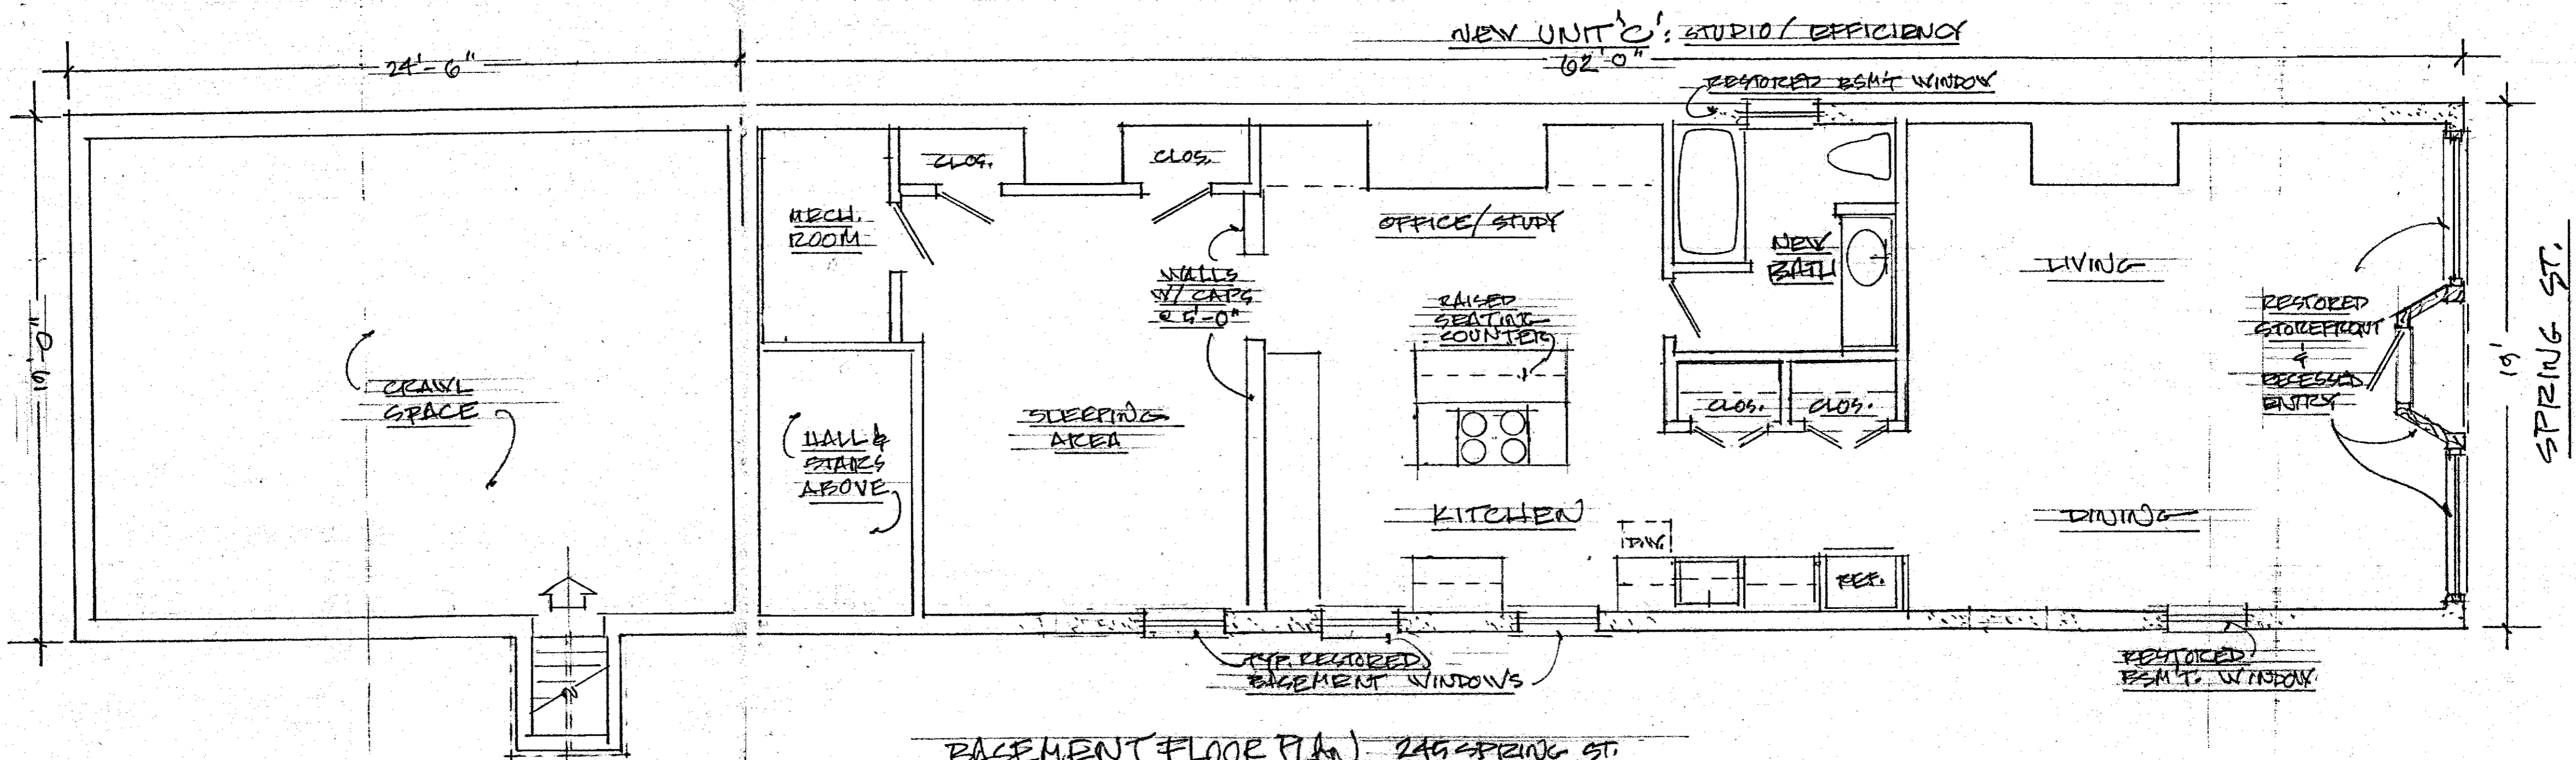 NEW UNIT 'C': STUDIO / EFFICIENCY
24'-6"
62'-0"
RESTORED BSM'T WINDOW
CLOS.
CLOS.
MECH.
ROOM
OFFICE/STUDY
NEW
BATH
LIVING
WALLS
W/ CAPS
@ 5'-0"
RAISED
SEATING
COUNTER
RESTORED
STOREFRONT
&
RECESSED
ENTRY
19'-0"
19'
SPRING ST.
CRAWL
SPACE
HALL &
STAIRS
ABOVE
SLEEPING
AREA
CLOS.
CLOS.
KITCHEN
D.W.
REF.
DINING
TYP. RESTORED
BASEMENT WINDOWS
RESTORED
BSM'T. WINDOW
BASEMENT FLOOR PLAN 245 SPRING ST.